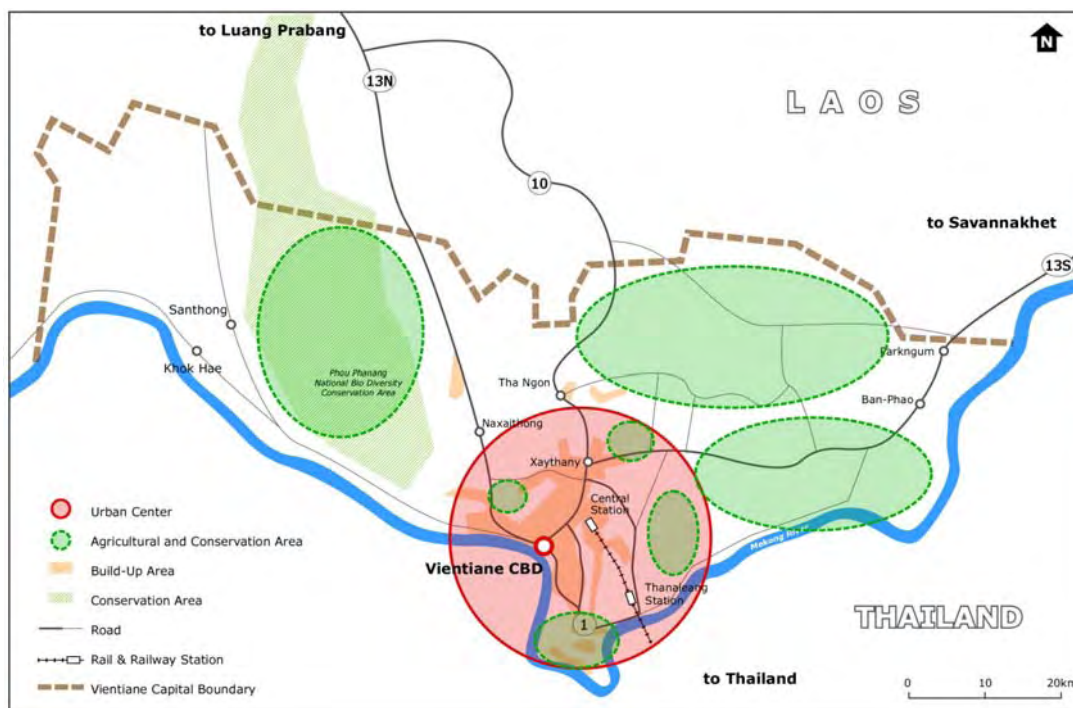 to Luang Prabang
N
13N
LAOS
10
to Savannakhet
13S
Santhong
Khok Hae
Parkngum
Phou Phanang
National Bio Diversity
Conservation Area
Tha Ngon
Ban-Phao
Naxaithong
Xaythany
Central
Station
Urban Center
Agricultural and Conservation Area
Build-Up Area
Conservation Area
Road
Rail & Railway Station
Vientiane Capital Boundary
Vientiane CBD
Mekong River
Thanaleang
Station
1
THAILAND
to Thailand
0 10 20km